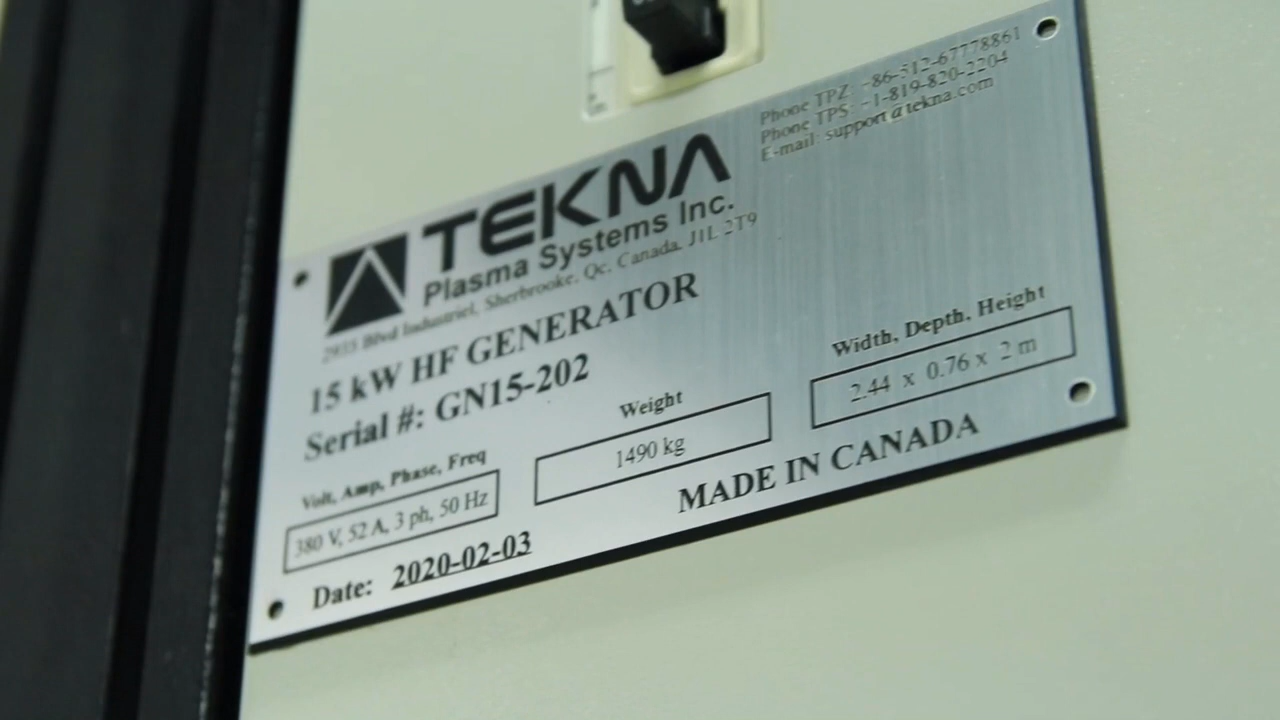 TEKNA
Plasma Systems Inc.
2935 Blvd Industriel, Sherbrooke, Qc, Canada, J1L 2T9
Phone TPZ: +86-512-67778861
Phone TPS: +1-819-820-2204
E-mail: support@tekna.com
15 kW HF GENERATOR
Serial #: GN15-202
Volt, Amp, Phase, Freq
380 V, 52 A, 3 ph, 50 Hz
Weight
1490 kg
Width, Depth, Height
2.44 x 0.76 x 2 m
Date: 2020-02-03
MADE IN CANADA